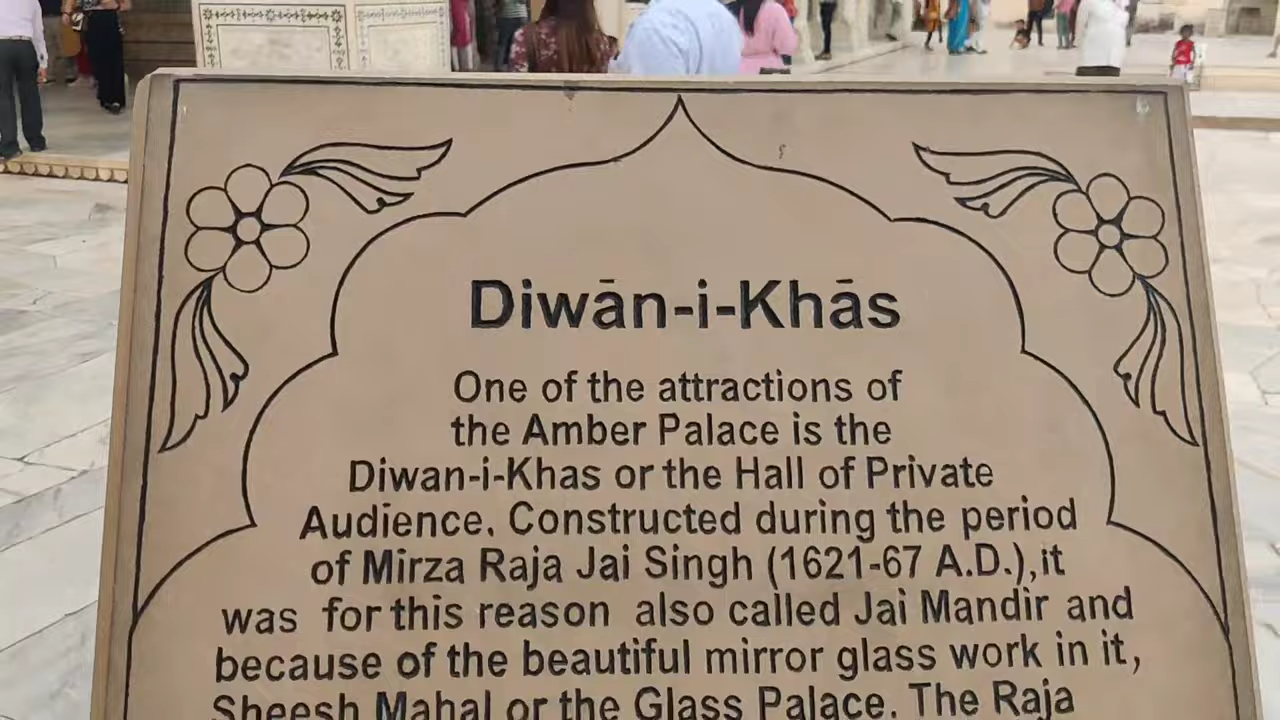 Diwān-i-Khās
One of the attractions of
the Amber Palace is the
Diwan-i-Khas or the Hall of Private
Audience. Constructed during the period
of Mirza Raja Jai Singh (1621-67 A.D.),it
was for this reason also called Jai Mandir and
because of the beautiful mirror glass work in it,
Sheesh Mahal or the Glass Palace. The Raja